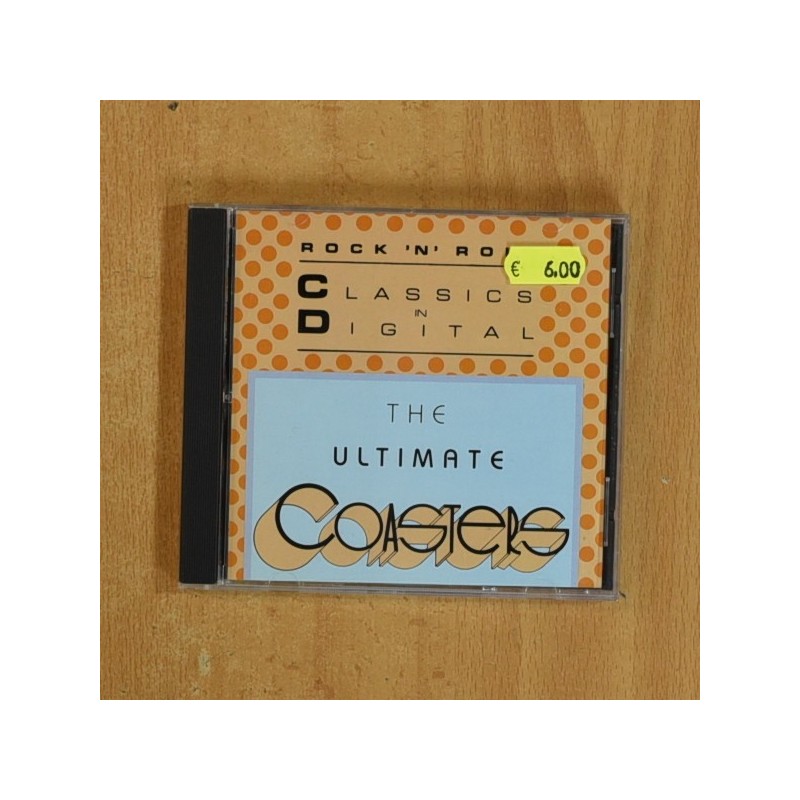 ROCK 'N' RO
€ 6.00
CLASSICS
IN
DIGITAL
THE
ULTIMATE
COASTERS